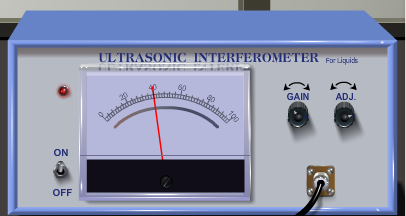 ULTRASONIC INTERFEROMETER For Liquids
0 20 40 60 80 100
GAIN ADJ.
ON
OFF